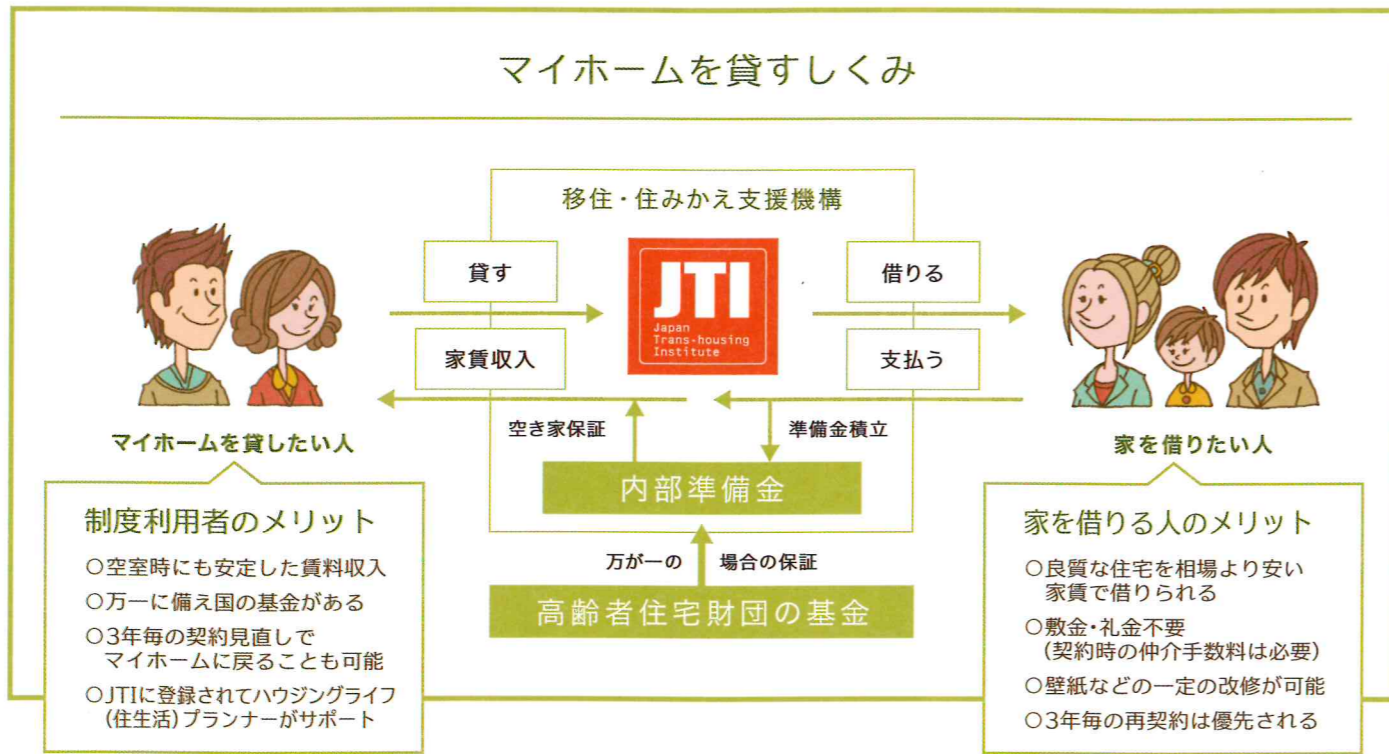 マイホームを貸すしくみ
移住・住みかえ支援機構
貸す
JTI
Japan
Trans-housing
Institute
借りる
家賃収入
支払う
空き家保証
準備金積立
マイホームを貸したい人
家を借りたい人
内部準備金
万が一の 場合の保証
高齢者住宅財団の基金
制度利用者のメリット
○空室時にも安定した賃料収入
○万一に備え国の基金がある
○3年毎の契約見直しで
マイホームに戻ることも可能
○JTIに登録されてハウジングライフ
(住生活)プランナーがサポート
家を借りる人のメリット
○良質な住宅を相場より安い
家賃で借りられる
○敷金・礼金不要
(契約時の仲介手数料は必要)
○壁紙などの一定の改修が可能
○3年毎の再契約は優先される